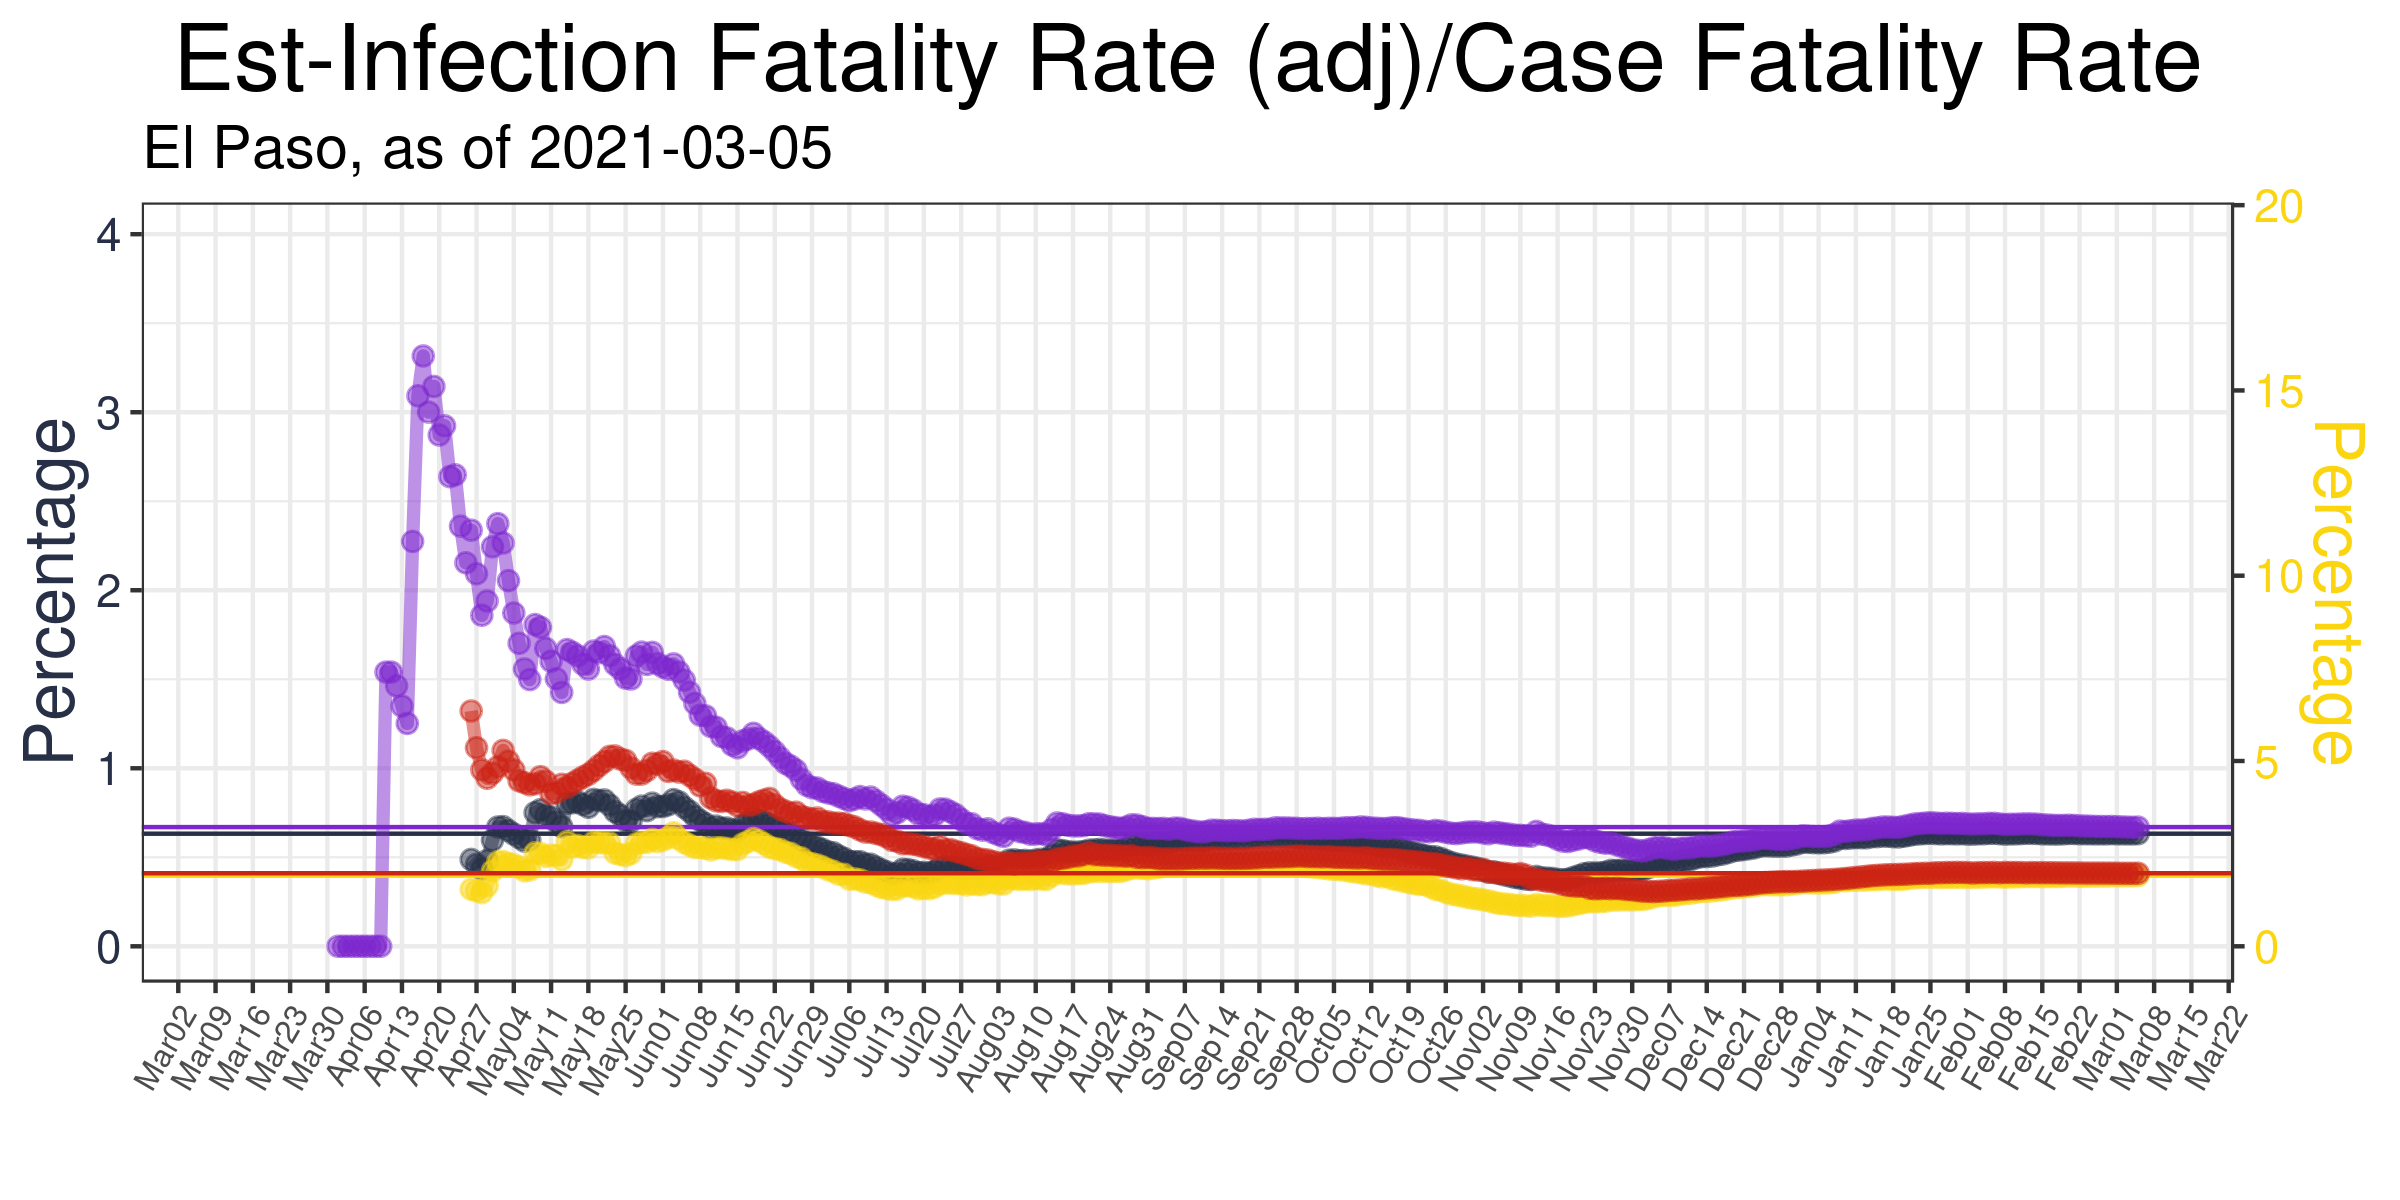 Est-Infection Fatality Rate (adj)/Case Fatality Rate
El Paso, as of 2021-03-05
Percentage
4
3
2
1
0
20
15
10
5
0
Percentage
Mar02
Mar09
Mar16
Mar23
Mar30
Apr06
Apr13
Apr20
Apr27
May04
May11
May18
May25
Jun01
Jun08
Jun15
Jun22
Jun29
Jul06
Jul13
Jul20
Jul27
Aug03
Aug10
Aug17
Aug24
Aug31
Sep07
Sep14
Sep21
Sep28
Oct05
Oct12
Oct19
Oct26
Nov02
Nov09
Nov16
Nov23
Nov30
Dec07
Dec14
Dec21
Dec28
Jan04
Jan11
Jan18
Jan25
Feb01
Feb08
Feb15
Feb22
Mar01
Mar08
Mar15
Mar22